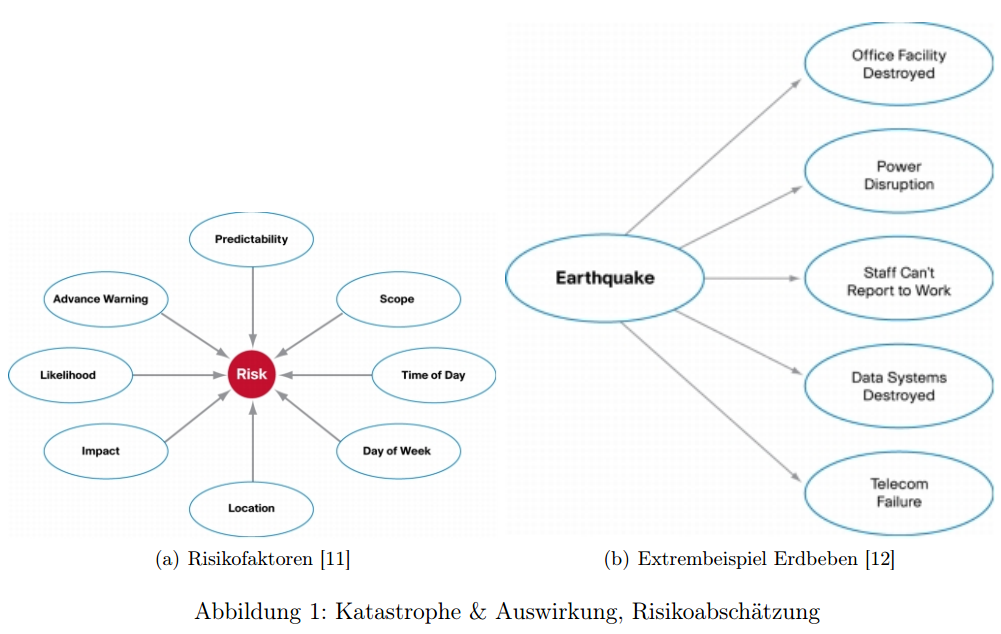 Predictability
Advance Warning
Scope
Likelihood
Risk
Time of Day
Impact
Day of Week
Location
(a) Risikofaktoren [11]
Earthquake
Office Facility
Destroyed
Power
Disruption
Staff Can't
Report to Work
Data Systems
Destroyed
Telecom
Failure
(b) Extrembeispiel Erdbeben [12]
Abbildung 1: Katastrophe & Auswirkung, Risikoabschätzung